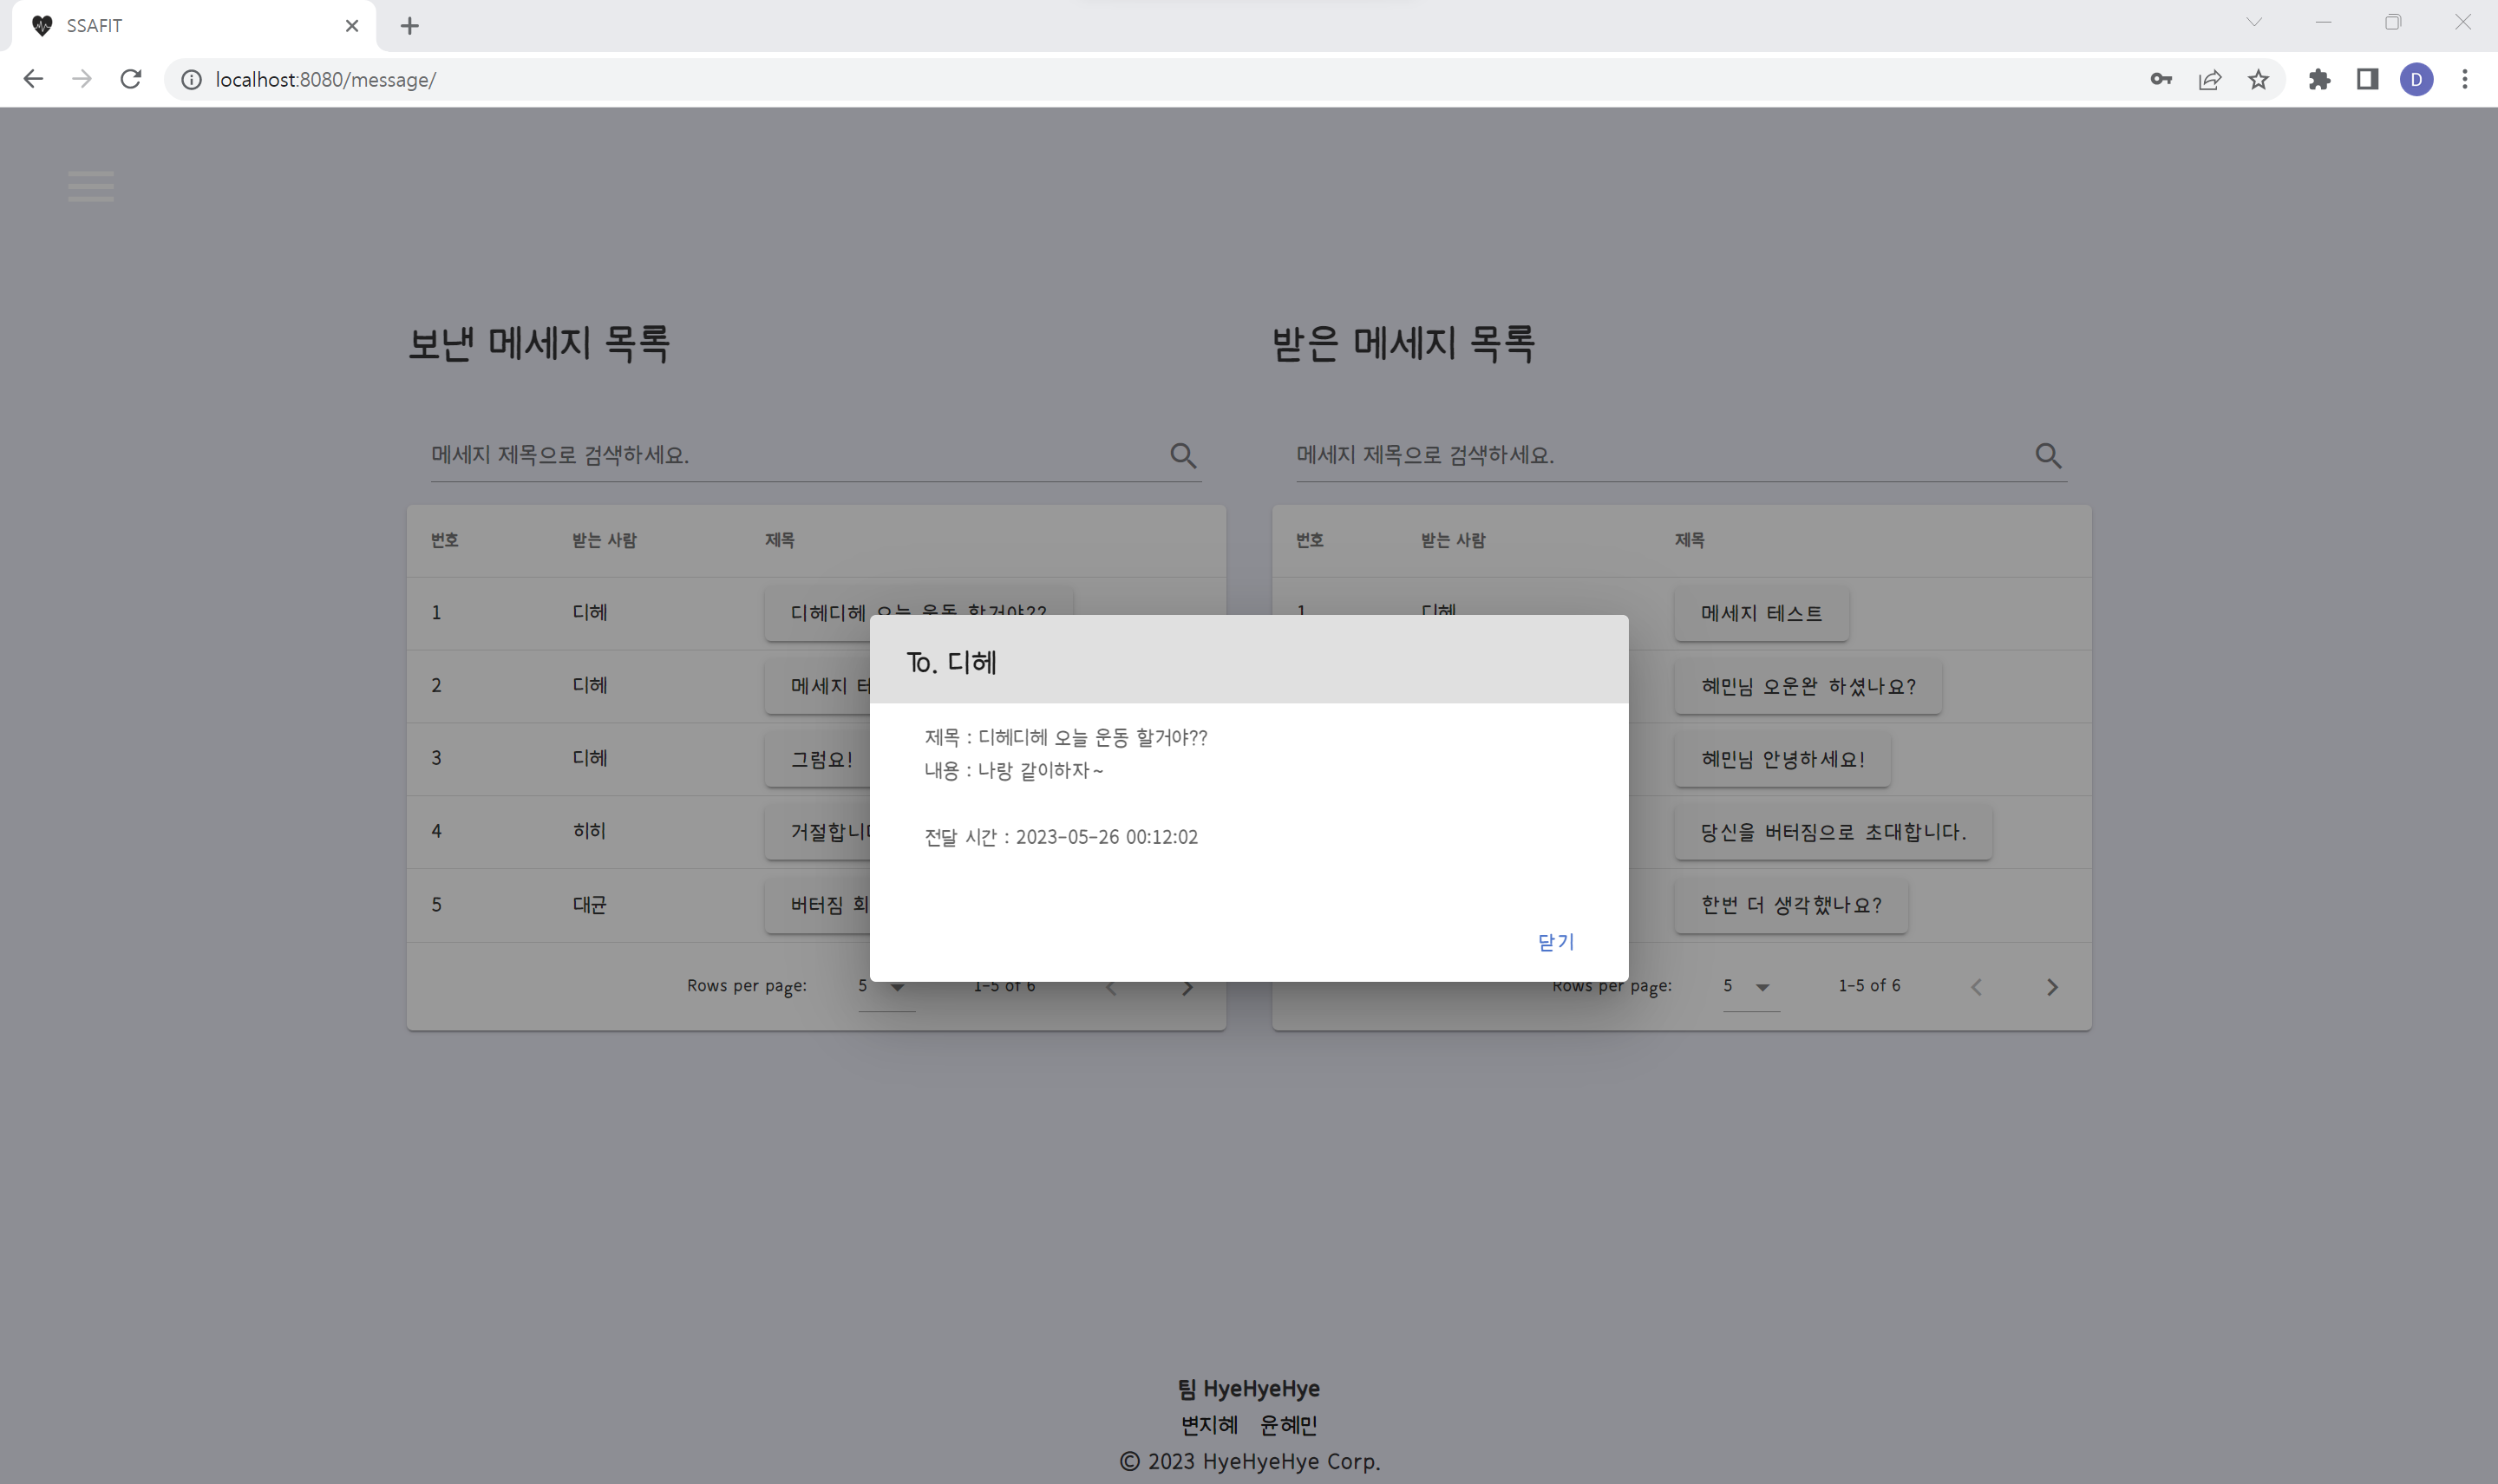 SSAFIT
localhost:8080/message/
D
보낸 메세지 목록
받은 메세지 목록
메세지 제목으로 검색하세요.
메세지 제목으로 검색하세요.
번호 받는 사람 제목
1 디헤 디헤디헤 오늘 운동 할거야??
2 디헤 메세지
3 디헤 그럼요!
4 히히 거절합니
5 대균 버터짐 회
Rows per page: 5 1-5 of 6
번호 받는 사람 제목
1 디헤 메세지 테스트
혜민님 오운완 하셨나요?
혜민님 안녕하세요!
당신을 버터짐으로 초대합니다.
한번 더 생각했나요?
Rows per page: 5 1-5 of 6
To. 디헤
제목 : 디헤디헤 오늘 운동 할거야??
내용 : 나랑 같이하자~
전달 시간 : 2023-05-26 00:12:02
닫기
팀 HyeHyeHye
변지혜 윤혜민
© 2023 HyeHyeHye Corp.